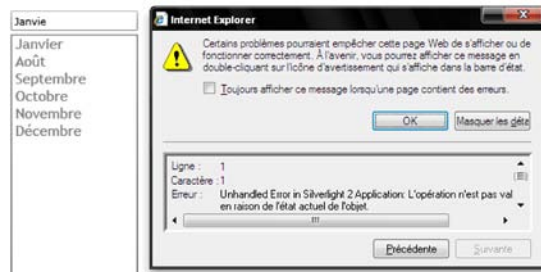 Janvie
Janvier
Août
Septembre
Octobre
Novembre
Décembre
Internet Explorer
Certains problèmes pourraient empêcher cette page Web de s'afficher ou de
fonctionner correctement. À l'avenir, vous pourrez afficher ce message en
double-cliquant sur l'icône d'avertissement qui s'affiche dans la barre d'état.
Toujours afficher ce message lorsqu'une page contient des erreurs.
OK
Masquer les déta
Ligne : 1
Caractère : 1
Erreur : Unhandled Error in Silverlight 2 Application: L'opération n'est pas val
en raison de l'état actuel de l'objet.
Précédente
Suivante